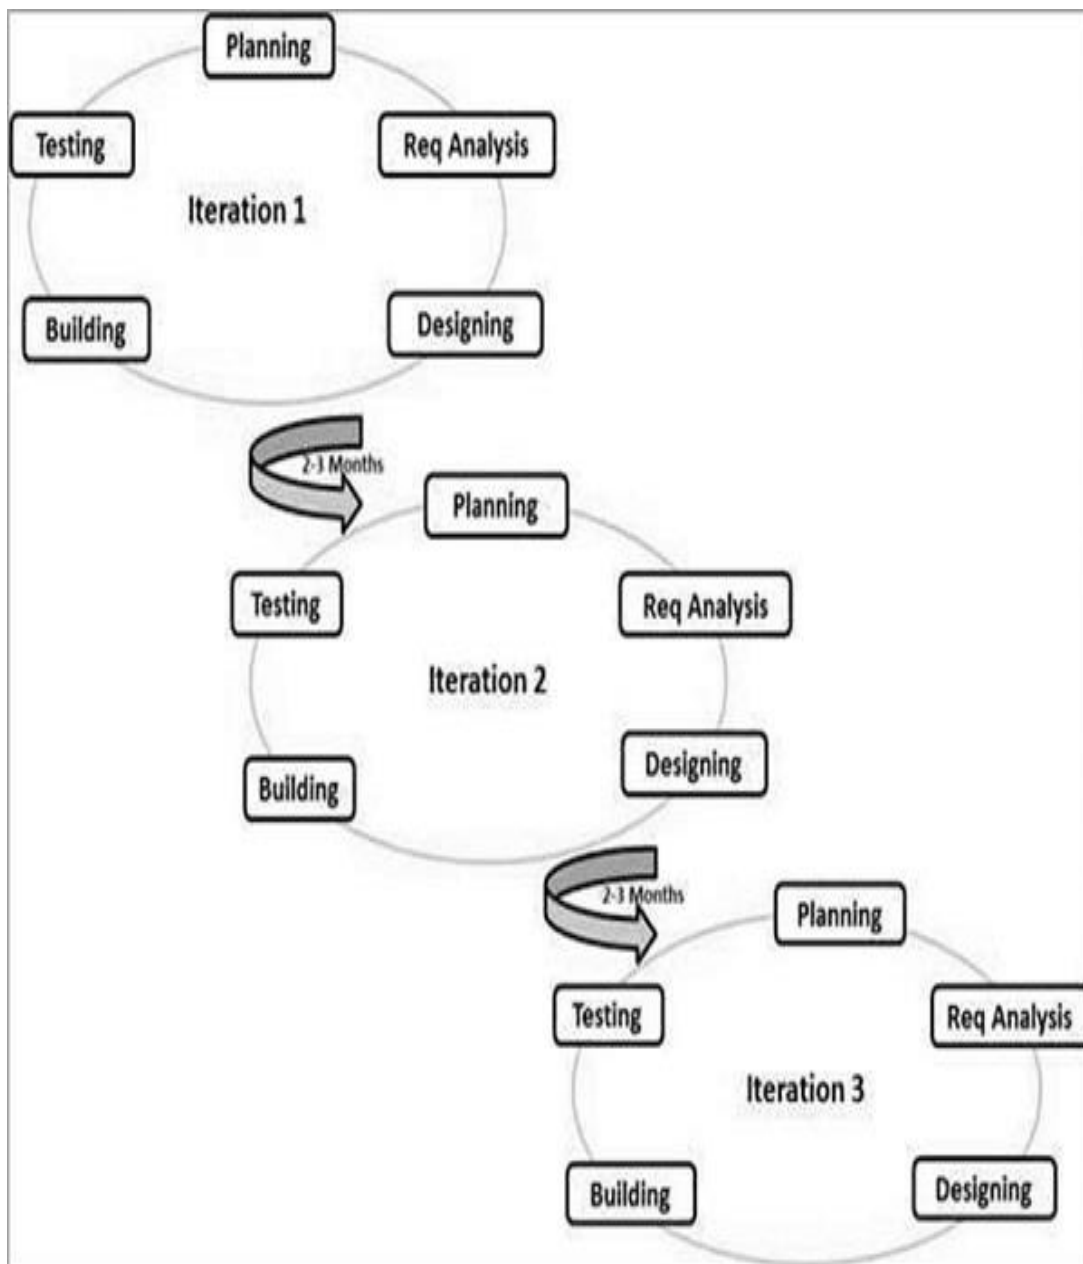 Planning
Testing
Req Analysis
Iteration 1
Building
Designing
2-3 Months
Planning
Testing
Req Analysis
Iteration 2
Building
Designing
2-3 Months
Planning
Testing
Req Analysis
Iteration 3
Building
Designing